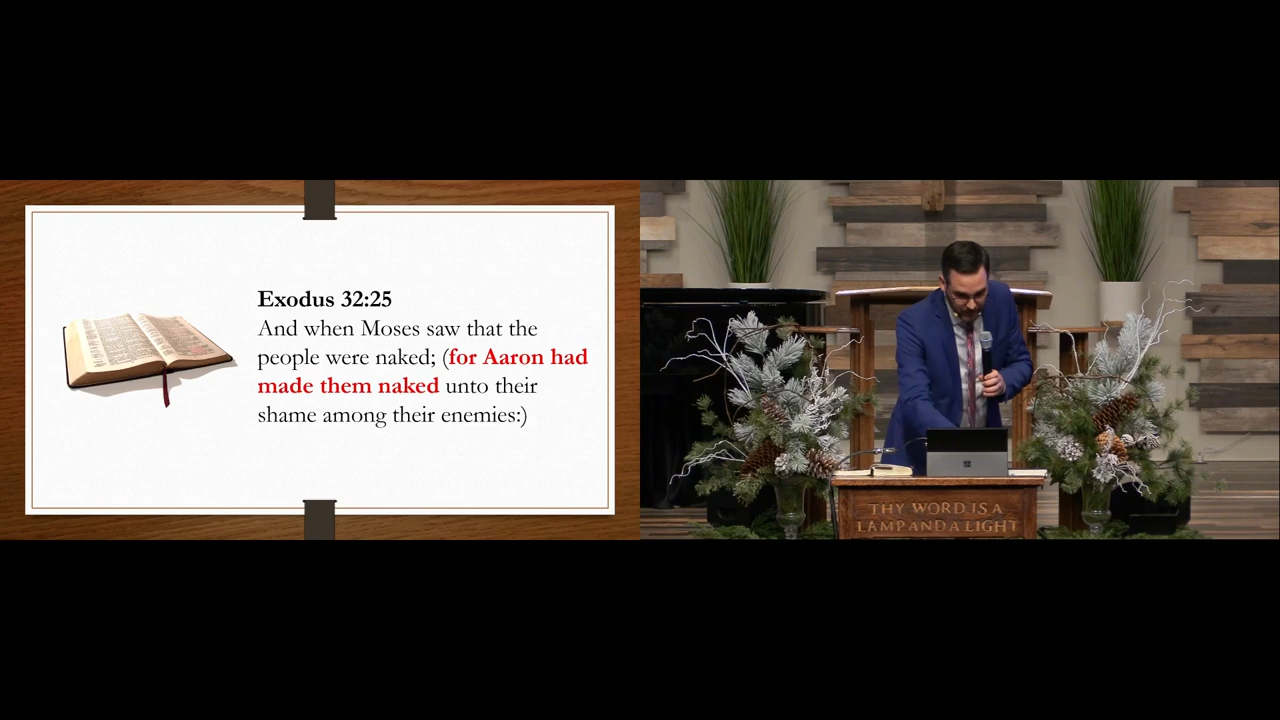 Exodus 32:25
And when Moses saw that the
people were naked; (for Aaron had
made them naked unto their
shame among their enemies:)
THY WORD IS A
LAMP AND A LIGHT